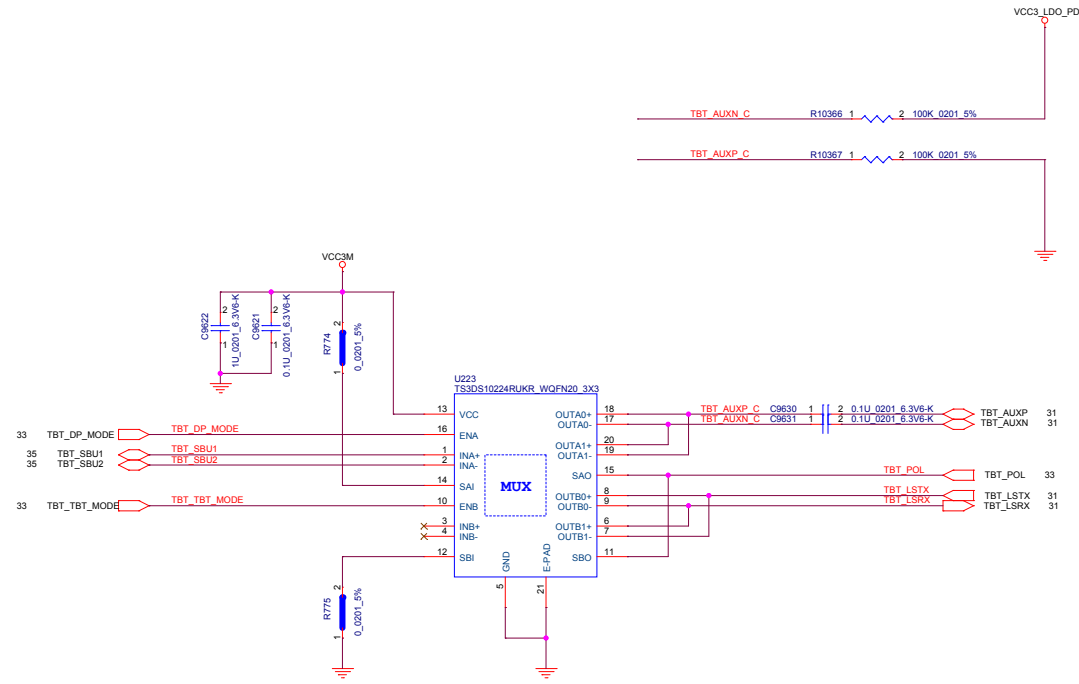 VCC3_LDO_PD
TBT_AUXN_C R10366 1 2 100K_0201_5%
TBT_AUXP_C R10367 1 2 100K_0201_5%
VCC3M
C9622 1U_0201_6.3V6-K 2 1
C9621 0.1U_0201_6.3V6-K 2 1
R774 0_0201_5% 2 1
U223
TS3DS10224RUKR_WQFN20_3X3
13 VCC
33 TBT_DP_MODE TBT_DP_MODE 16 ENA
35 TBT_SBU1 TBT_SBU1 1 INA+
35 TBT_SBU2 TBT_SBU2 2 INA-
14 SAI
33 TBT_TBT_MODE TBT_TBT_MODE 10 ENB
3 INB+
4 INB-
12 SBI
MUX
OUTA0+ 18 TBT_AUXP_C C9630 1 2 0.1U_0201_6.3V6-K TBT_AUXP 31
OUTA0- 17 TBT_AUXN_C C9631 1 2 0.1U_0201_6.3V6-K TBT_AUXN 31
OUTA1+ 20
OUTA1- 19
SAO 15 TBT_POL TBT_POL 33
OUTB0+ 8 TBT_LSTX TBT_LSTX 31
OUTB0- 9 TBT_LSRX TBT_LSRX 31
OUTB1+ 6
OUTB1- 7
SBO 11
GND 5
E-PAD 21
R775 0_0201_5% 2 1